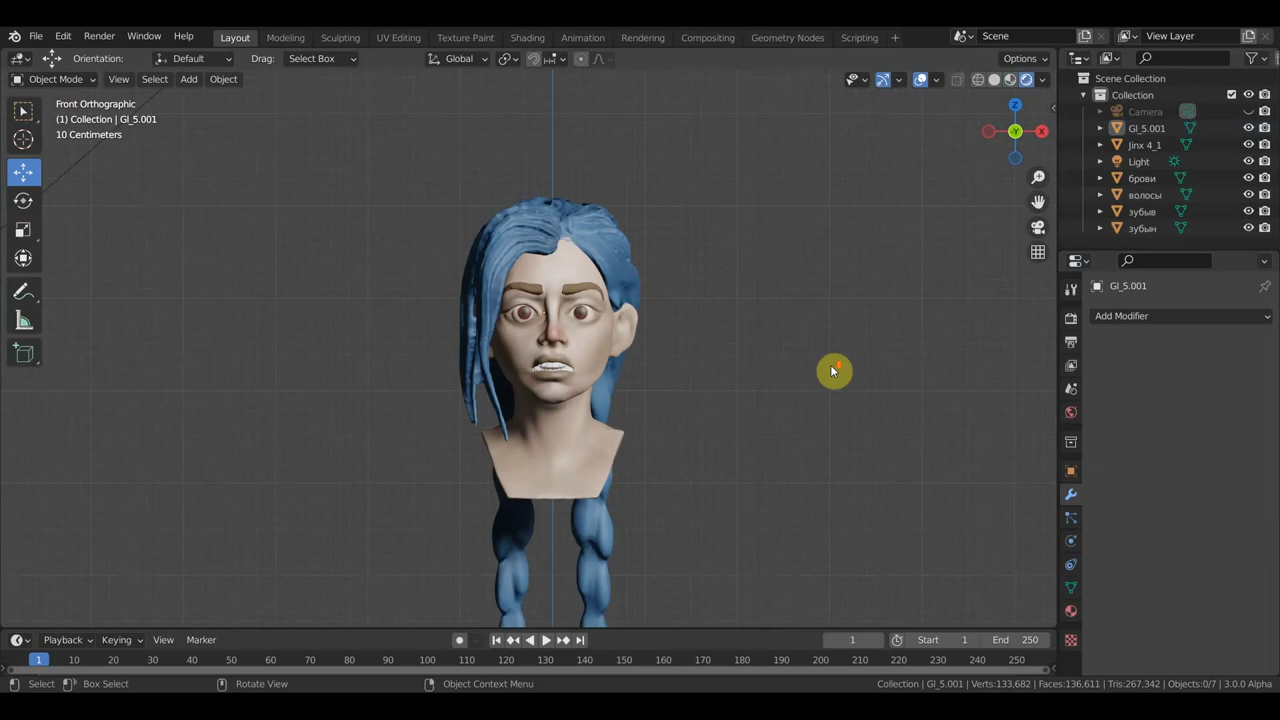 File Edit Render Window Help Layout Modeling Sculpting UV Editing Texture Paint Shading Animation Rendering Compositing Geometry Nodes Scripting + Scene View Layer
Orientation: Default Drag: Select Box Global Options
Object Mode View Select Add Object
Front Orthographic
(1) Collection | Gl_5.001
10 Centimeters
Z
-Y
X
Scene Collection
Collection
Camera
Gl_5.001
Jinx 4_1
Light
брови
волосы
зубыв
зубын
Gl_5.001
Add Modifier
Playback Keying View Marker 1 Start 1 End 250
1 10 20 30 40 50 60 70 80 90 100 110 120 130 140 150 160 170 180 190 200 210 220 230 240 250
Select Box Select Rotate View Object Context Menu Collection | Gl_5.001 | Verts:133,682 | Faces:136,611 | Tris:267,342 | Objects:0/7 | 3.0.0 Alpha